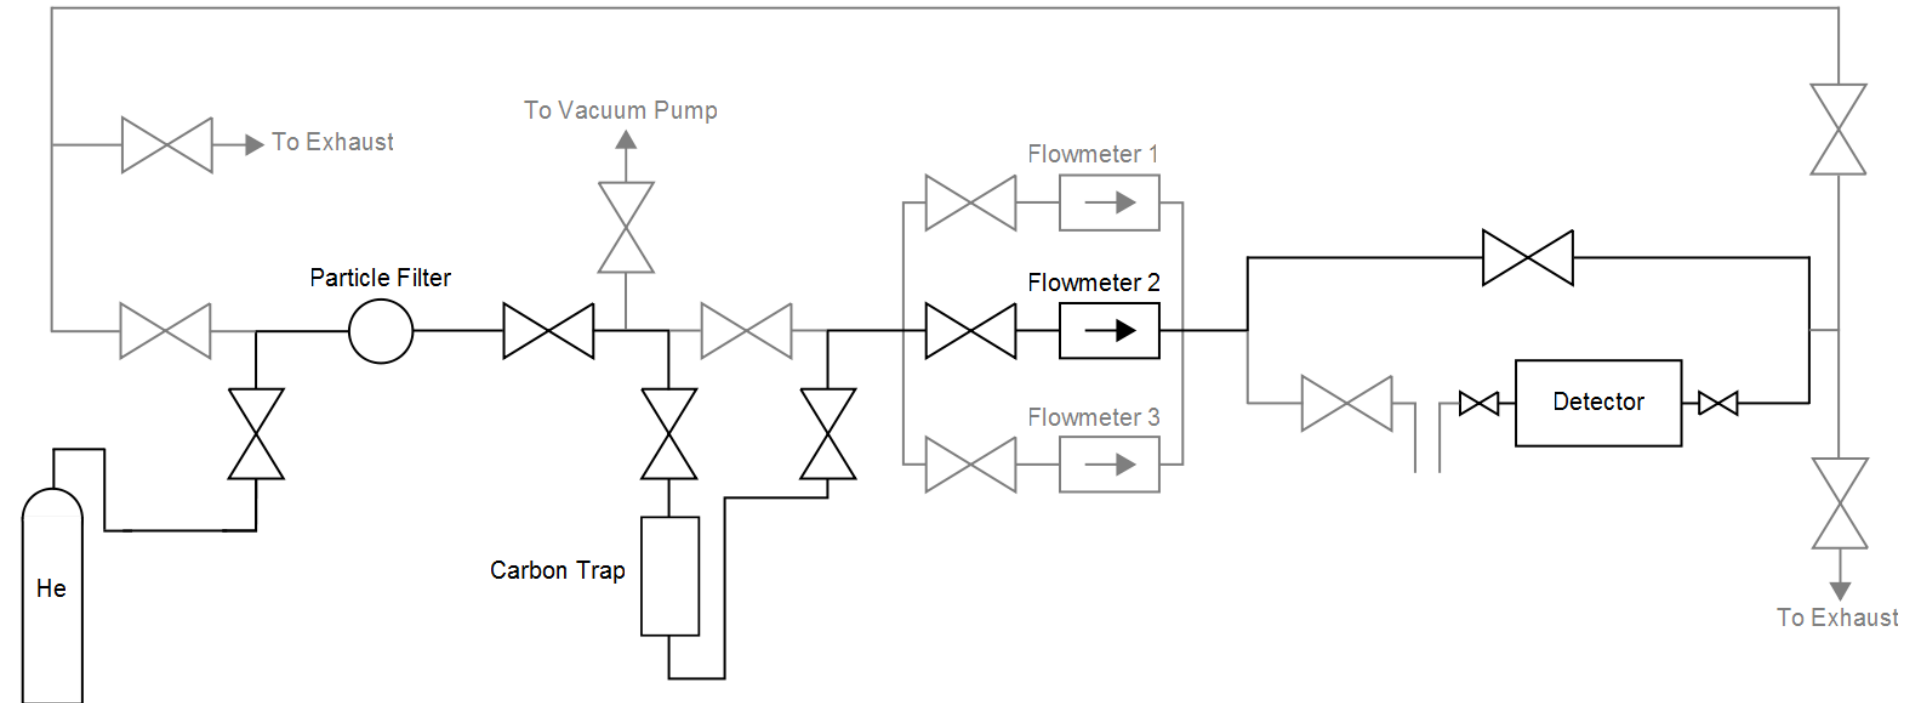 To Vacuum Pump
To Exhaust
Flowmeter 1
Particle Filter
Flowmeter 2
Detector
Flowmeter 3
Carbon Trap
He
To Exhaust